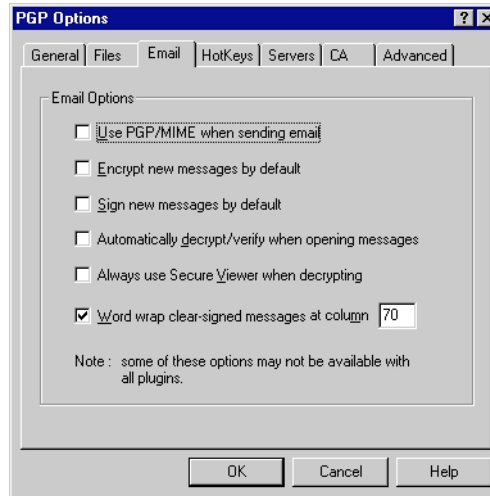 PGP Options
General Files Email HotKeys Servers CA Advanced
Email Options
Use PGP/MIME when sending email
Encrypt new messages by default
Sign new messages by default
Automatically decrypt/verify when opening messages
Always use Secure Viewer when decrypting
Word wrap clear-signed messages at column 70
Note : some of these options may not be available with
all plugins.
OK Cancel Help